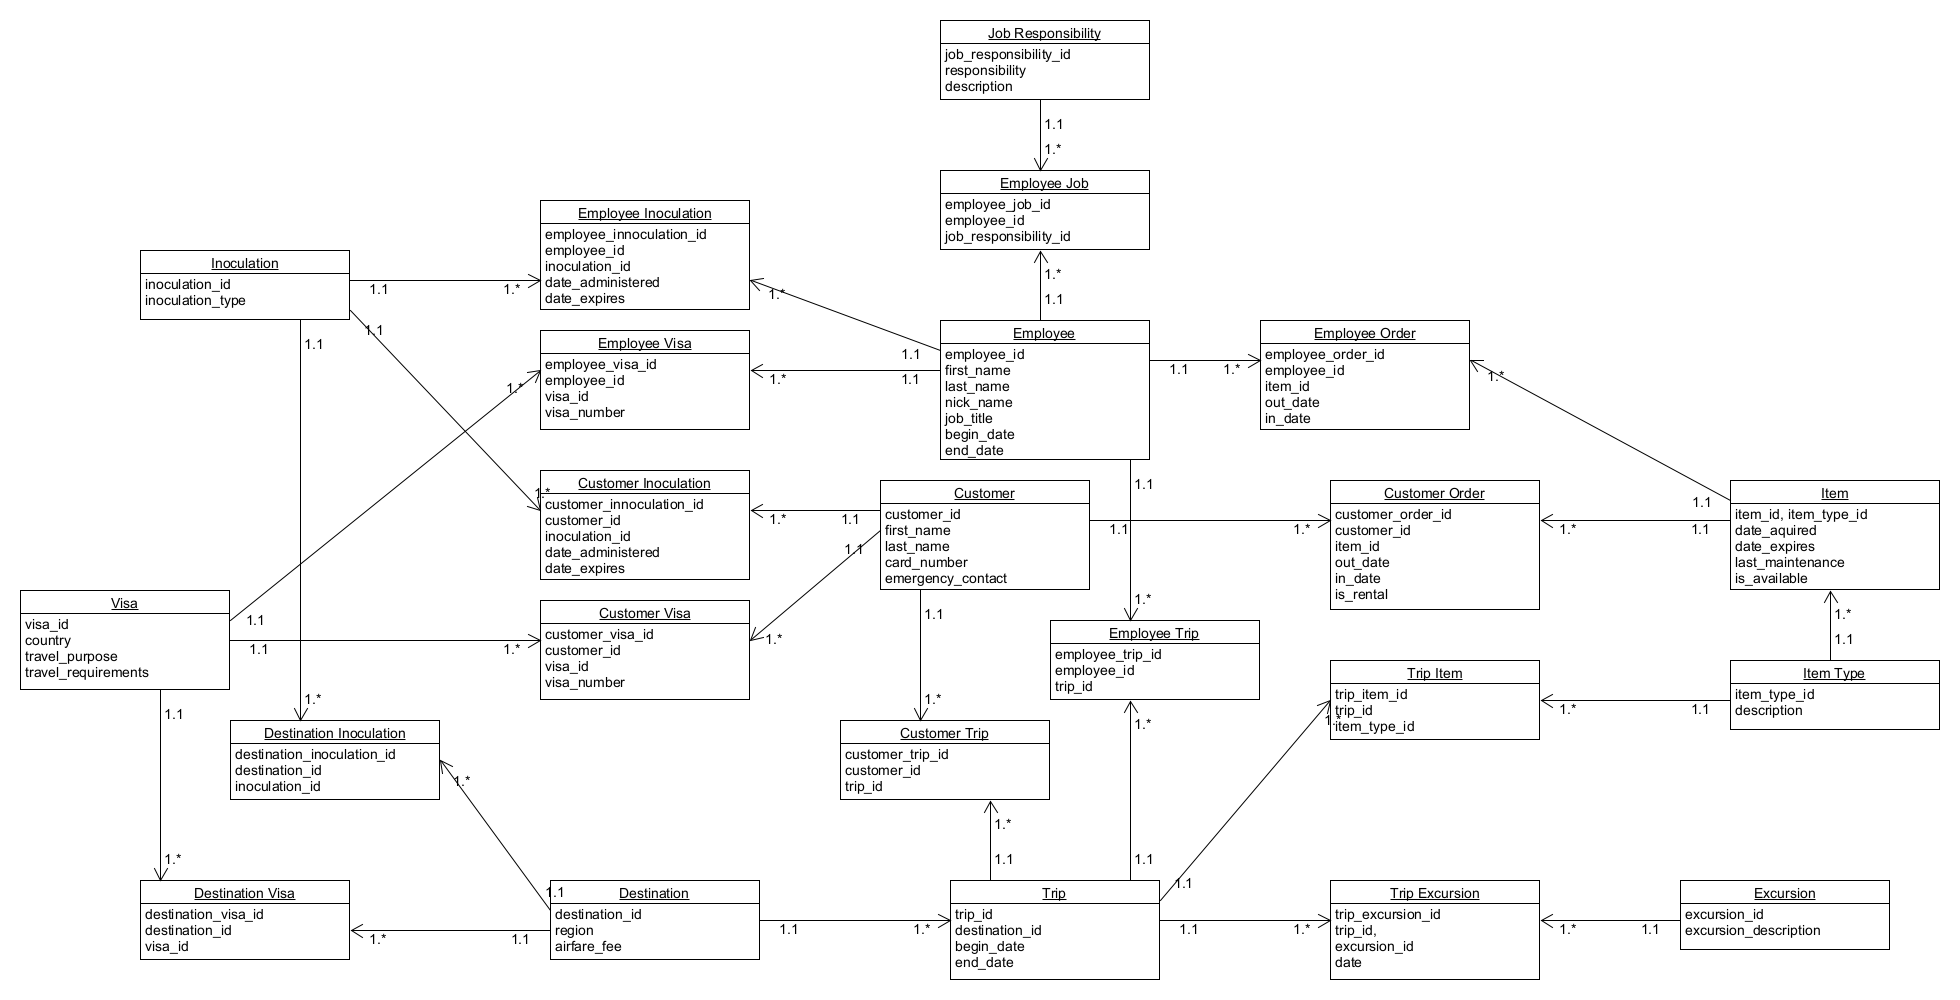 Job Responsibility
job_responsibility_id
responsibility
description
1.1
1.*
Employee Job
employee_job_id
employee_id
job_responsibility_id
1.*
1.1
Employee Inoculation
employee_innoculation_id
employee_id
inoculation_id
date_administered
date_expires
Inoculation
inoculation_id
inoculation_type
1.1
1.*
1.1
1.1
1.*
1.1
Employee Visa
employee_visa_id
employee_id
visa_id
visa_number
1.*
1.*
1.1
Employee
employee_id
first_name
last_name
nick_name
job_title
begin_date
end_date
1.1
1.*
Employee Order
employee_order_id
employee_id
item_id
out_date
in_date
1.*
1.1
1.1
1.*
Customer Inoculation
customer_innoculation_id
customer_id
inoculation_id
date_administered
date_expires
1.*
1.*
1.1
1.1
1.*
Customer
customer_id
first_name
last_name
card_number
emergency_contact
1.1
1.*
Customer Order
customer_order_id
customer_id
item_id
out_date
in_date
is_rental
1.*
1.1
Item
item_id, item_type_id
date_aquired
date_expires
last_maintenance
is_available
1.*
1.1
Visa
visa_id
country
travel_purpose
travel_requirements
1.1
1.1
1.*
1.1
1.*
Customer Visa
customer_visa_id
customer_id
visa_id
visa_number
1.1
1.*
Employee Trip
employee_trip_id
employee_id
trip_id
1.*
1.1
Trip Item
trip_item_id
trip_id
item_type_id
1.*
1.*
1.1
Item Type
item_type_id
description
1.*
Destination Inoculation
destination_inoculation_id
destination_id
inoculation_id
1.*
1.1
Customer Trip
customer_trip_id
customer_id
trip_id
1.*
1.1
Destination Visa
destination_visa_id
destination_id
visa_id
1.*
1.1
Destination
destination_id
region
airfare_fee
1.1
1.*
Trip
trip_id
destination_id
begin_date
end_date
1.1
1.1
1.*
Trip Excursion
trip_excursion_id
trip_id,
excursion_id
date
1.*
1.1
Excursion
excursion_id
excursion_description